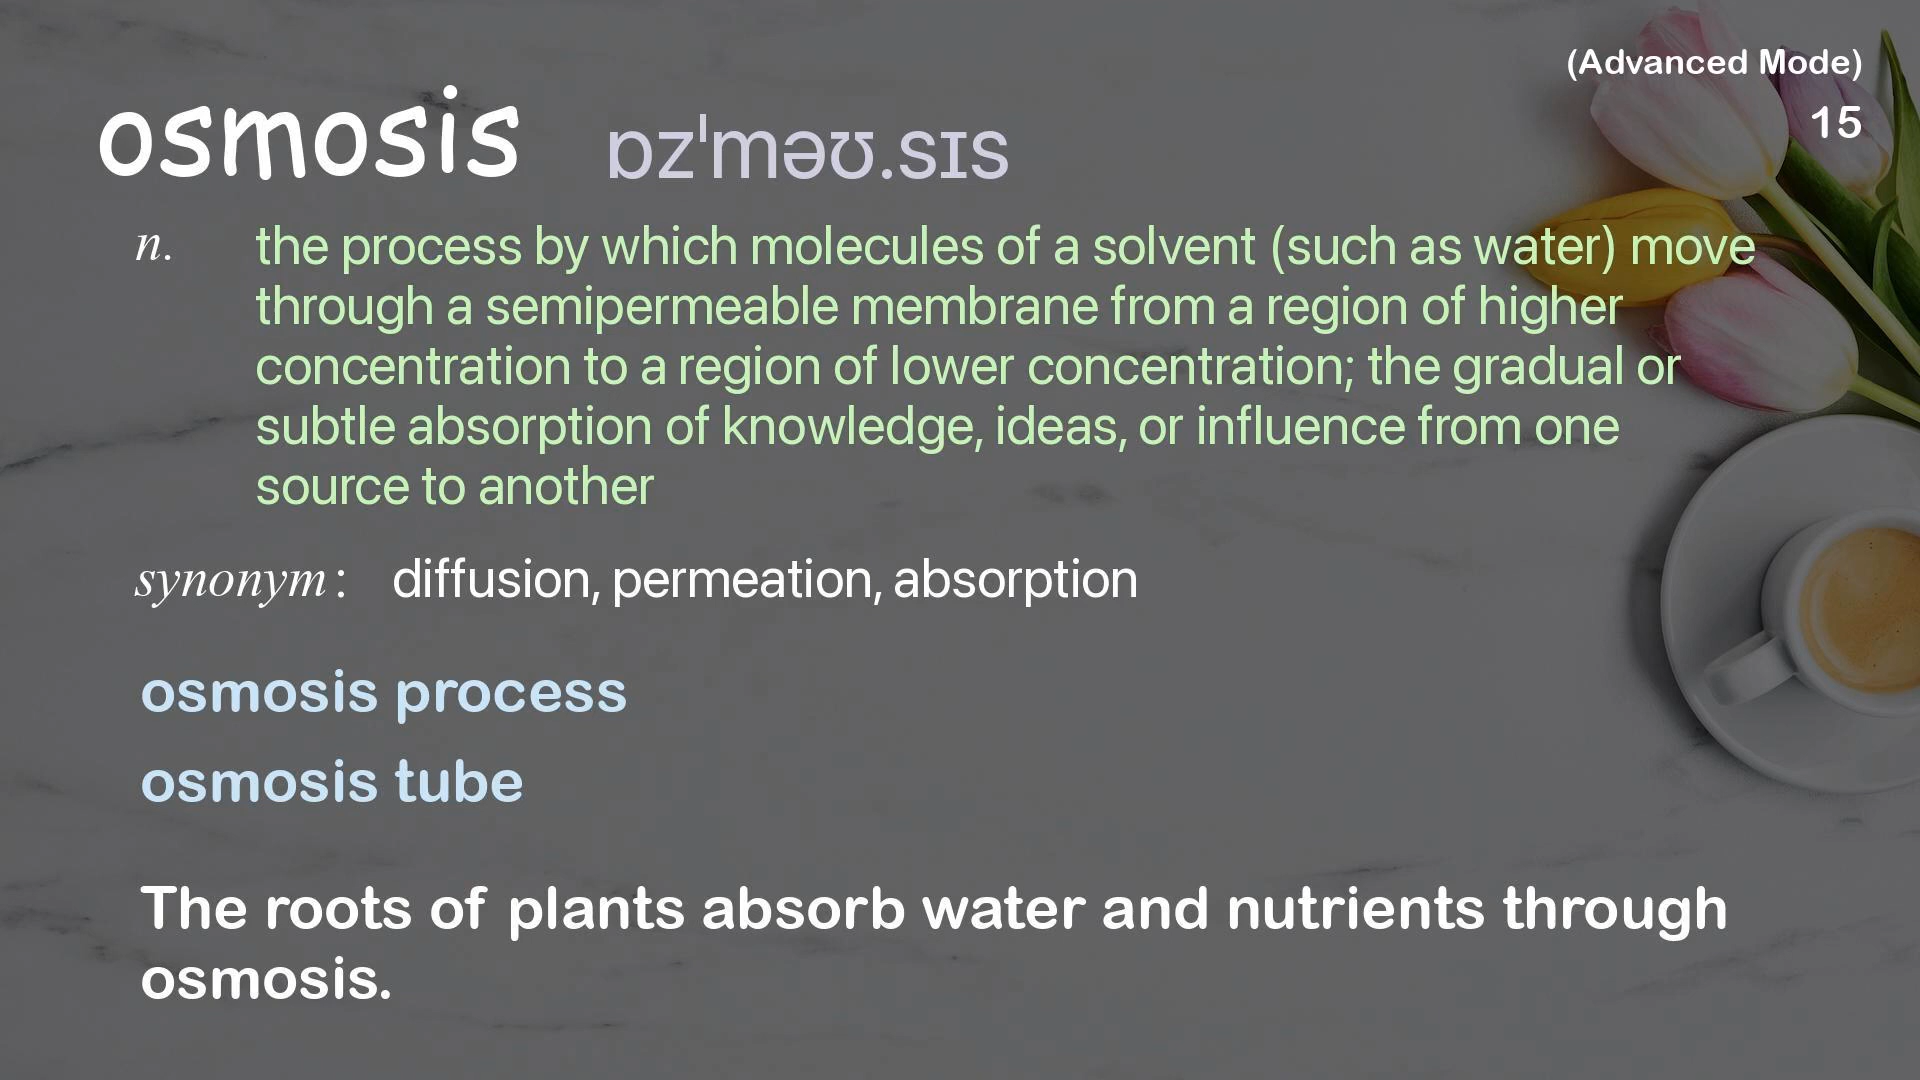 (Advanced Mode)
osmosis ɒzˈməʊ.sɪs
15
n. the process by which molecules of a solvent (such as water) move
through a semipermeable membrane from a region of higher
concentration to a region of lower concentration; the gradual or
subtle absorption of knowledge, ideas, or influence from one
source to another
synonym: diffusion, permeation, absorption
osmosis process
osmosis tube
The roots of plants absorb water and nutrients through
osmosis.